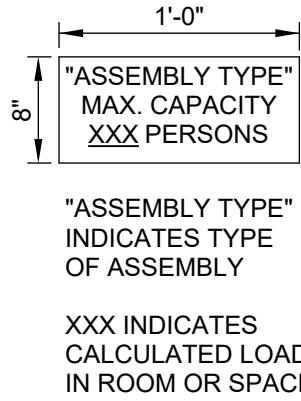 1'-0"
8"
"ASSEMBLY TYPE"
MAX. CAPACITY
XXX PERSONS
"ASSEMBLY TYPE"
INDICATES TYPE
OF ASSEMBLY
XXX INDICATES
CALCULATED LOAD
IN ROOM OR SPAC